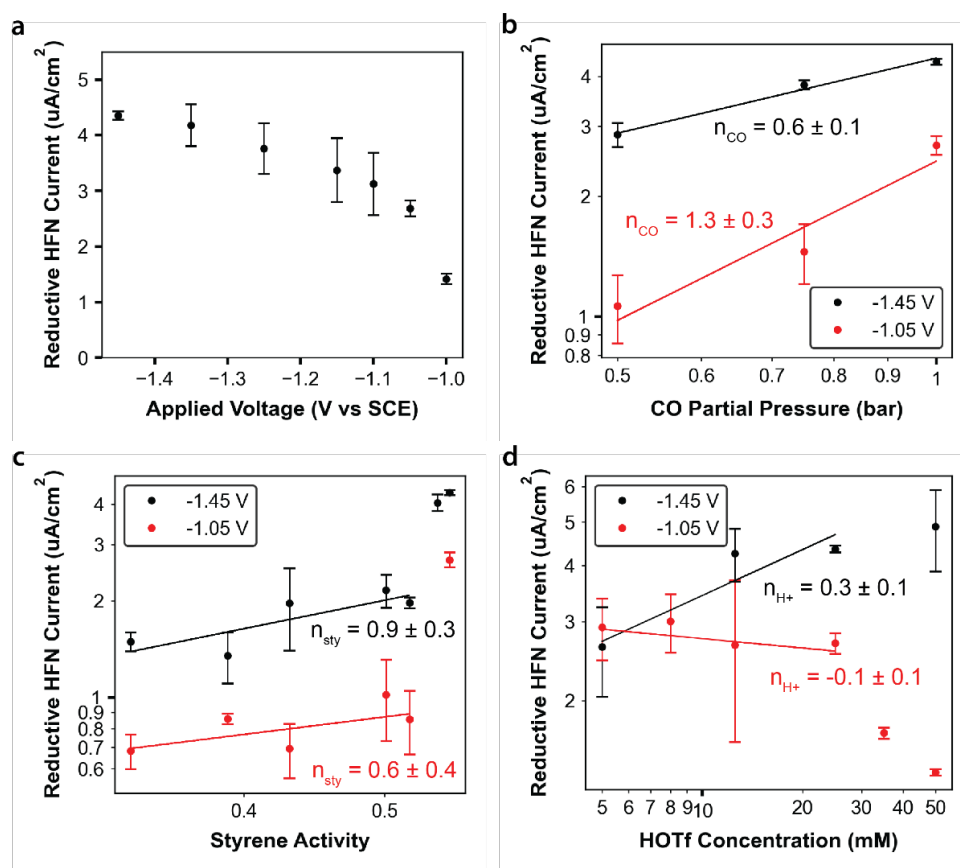 a
Reductive HFN Current (uA/cm²)
5
4
3
2
1
0
−1.4
−1.3
−1.2
−1.1
−1.0
Applied Voltage (V vs SCE)
b
Reductive HFN Current (uA/cm²)
4
3
2
1
0.9
0.8
n_CO = 0.6 ± 0.1
n_CO = 1.3 ± 0.3
-1.45 V
-1.05 V
0.5
0.6
0.7
0.8
0.9
1
CO Partial Pressure (bar)
c
Reductive HFN Current (uA/cm²)
-1.45 V
-1.05 V
4
3
2
1
0.9
0.8
0.7
0.6
n_sty = 0.9 ± 0.3
n_sty = 0.6 ± 0.4
0.4
0.5
Styrene Activity
d
Reductive HFN Current (uA/cm²)
-1.45 V
-1.05 V
6
5
4
3
2
n_H+ = 0.3 ± 0.1
n_H+ = -0.1 ± 0.1
5
6
7
8
9
10
20
30
40
50
HOTf Concentration (mM)